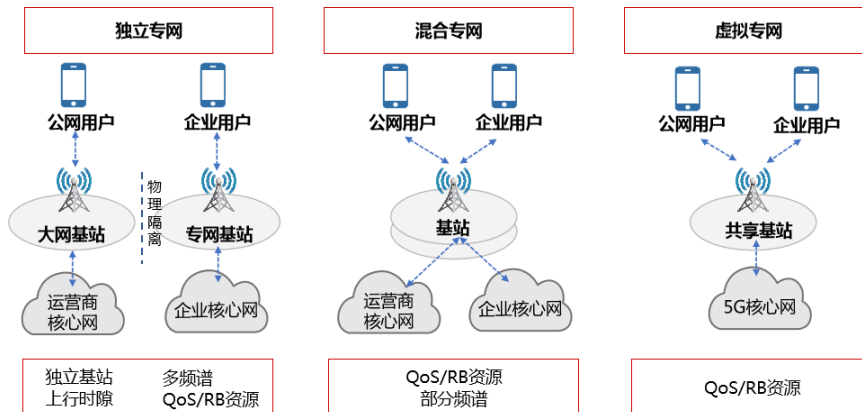 独立专网
混合专网
虚拟专网
公网用户
企业用户
公网用户
企业用户
公网用户
企业用户
物理隔离
大网基站
专网基站
基站
共享基站
运营商
核心网
企业核心网
运营商
核心网
企业核心网
5G核心网
独立基站 多频谱
上行时隙 QoS/RB资源
QoS/RB资源
部分频谱
QoS/RB资源